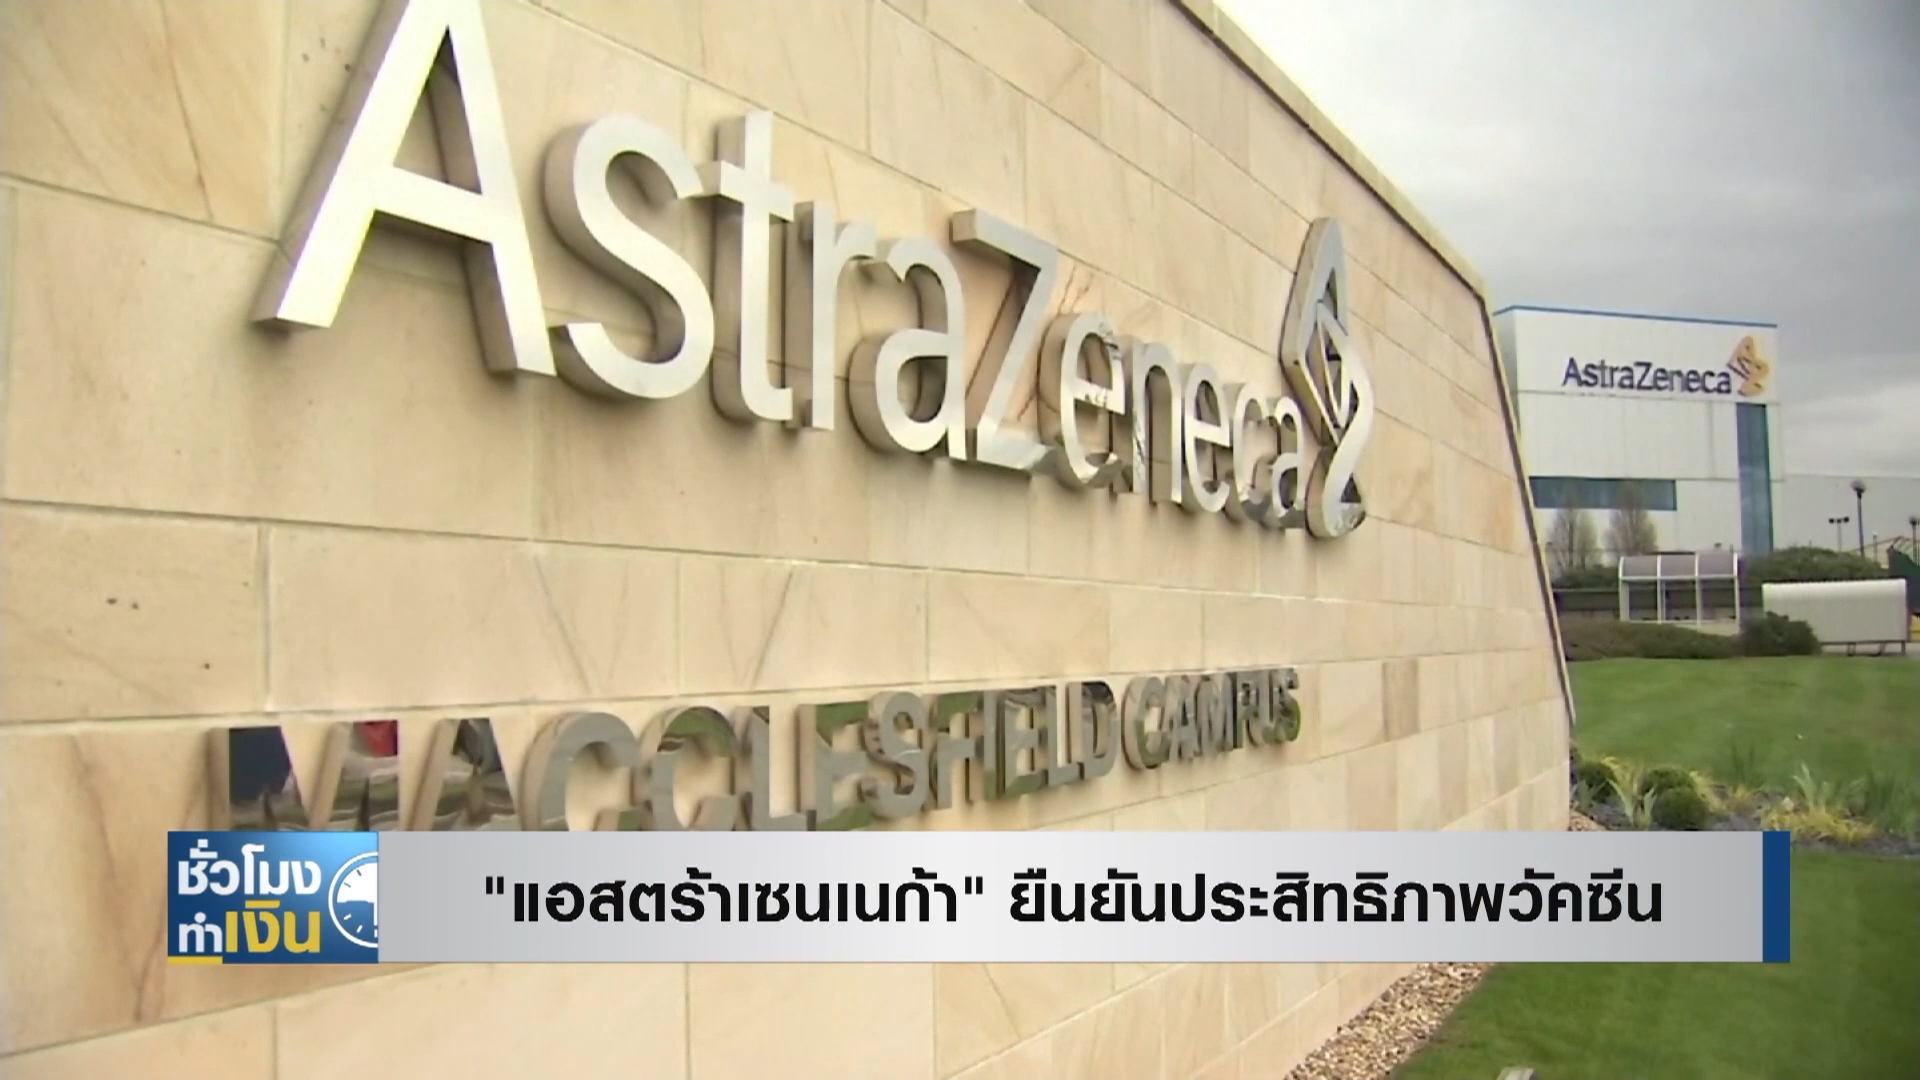 AstraZeneca
AstraZeneca
MACCLESFIELD CAMPUS
ชั่วโมง
ทำเงิน
"แอสตร้าเซนเนก้า" ยืนยันประสิทธิภาพวัคซีน